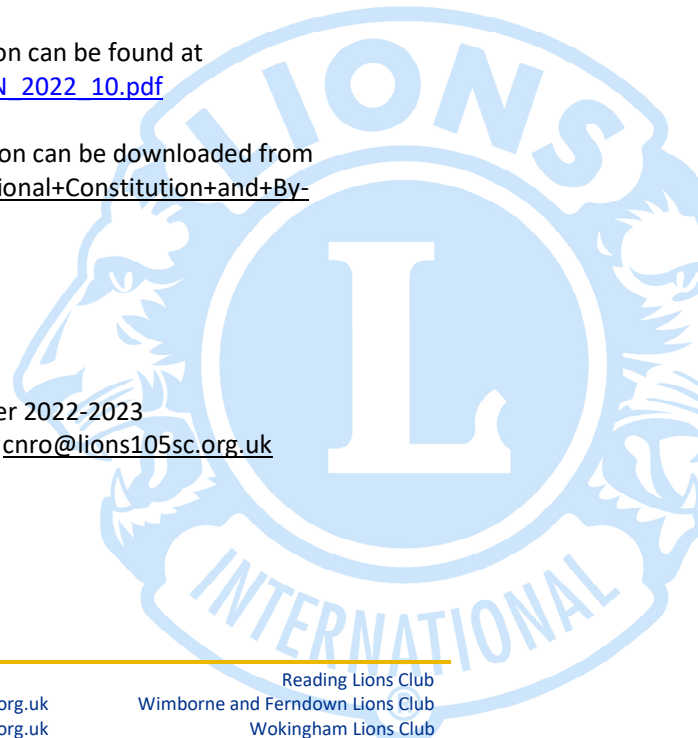 on can be found at
N_2022_10.pdf
on can be downloaded from
ional+Constitution+and+By-
er 2022-2023
cnro@lions105sc.org.uk
LIONS
L
INTERNATIONAL
®
Reading Lions Club
org.uk Wimborne and Ferndown Lions Club
org.uk Wokingham Lions Club